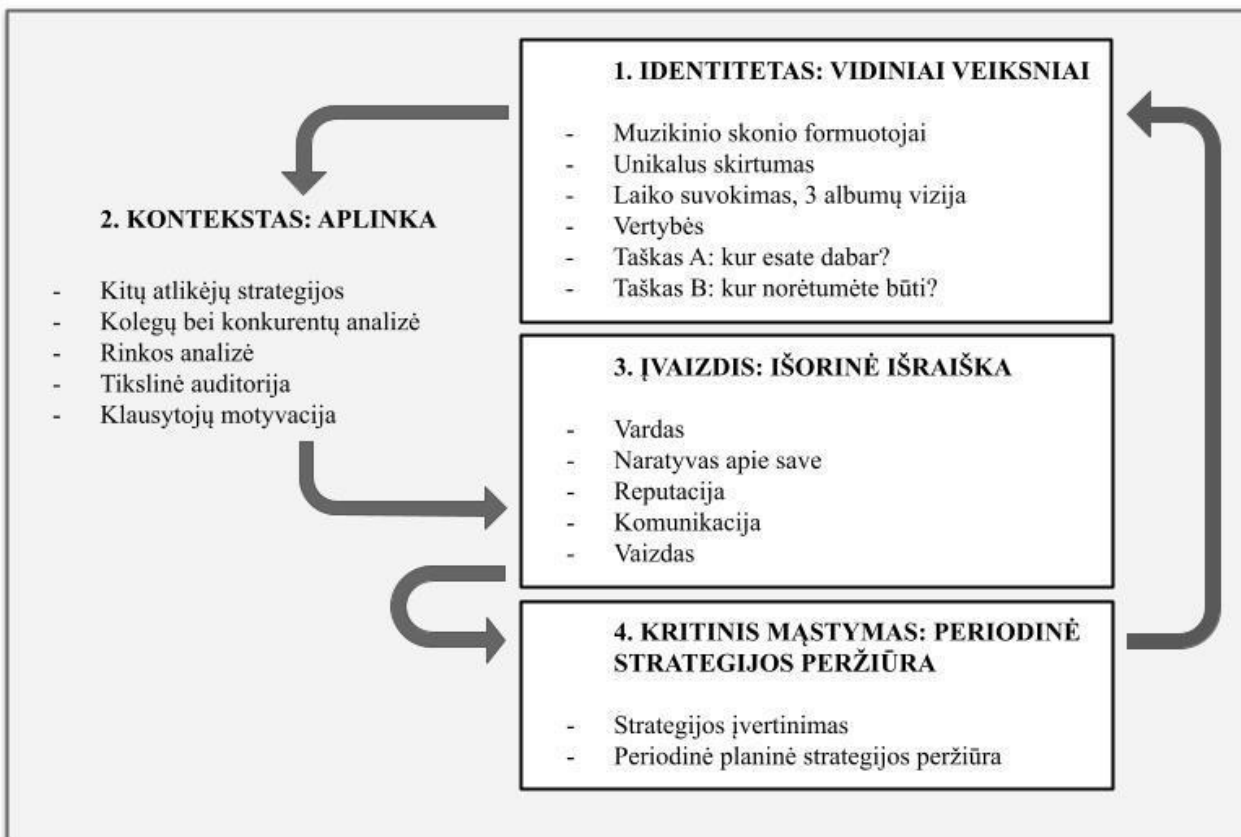 1. IDENTITETAS: VIDINIAI VEIKSNIAI
- Muzikinio skonio formuotojai
- Unikalus skirtumas
- Laiko suvokimas, 3 albumų vizija
- Vertybės
- Taškas A: kur esate dabar?
- Taškas B: kur norėtumėte būti?
2. KONTEKSTAS: APLINKA
- Kitų atlikėjų strategijos
- Kolegų bei konkurentų analizė
- Rinkos analizė
- Tikslinė auditorija
- Klausytojų motyvacija
3. ĮVAIZDIS: IŠORINĖ IŠRAIŠKA
- Vardas
- Naratyvas apie save
- Reputacija
- Komunikacija
- Vaizdas
4. KRITINIS MĄSTYMAS: PERIODINĖ
STRATEGIJOS PERŽIŪRA
- Strategijos įvertinimas
- Periodinė planinė strategijos peržiūra